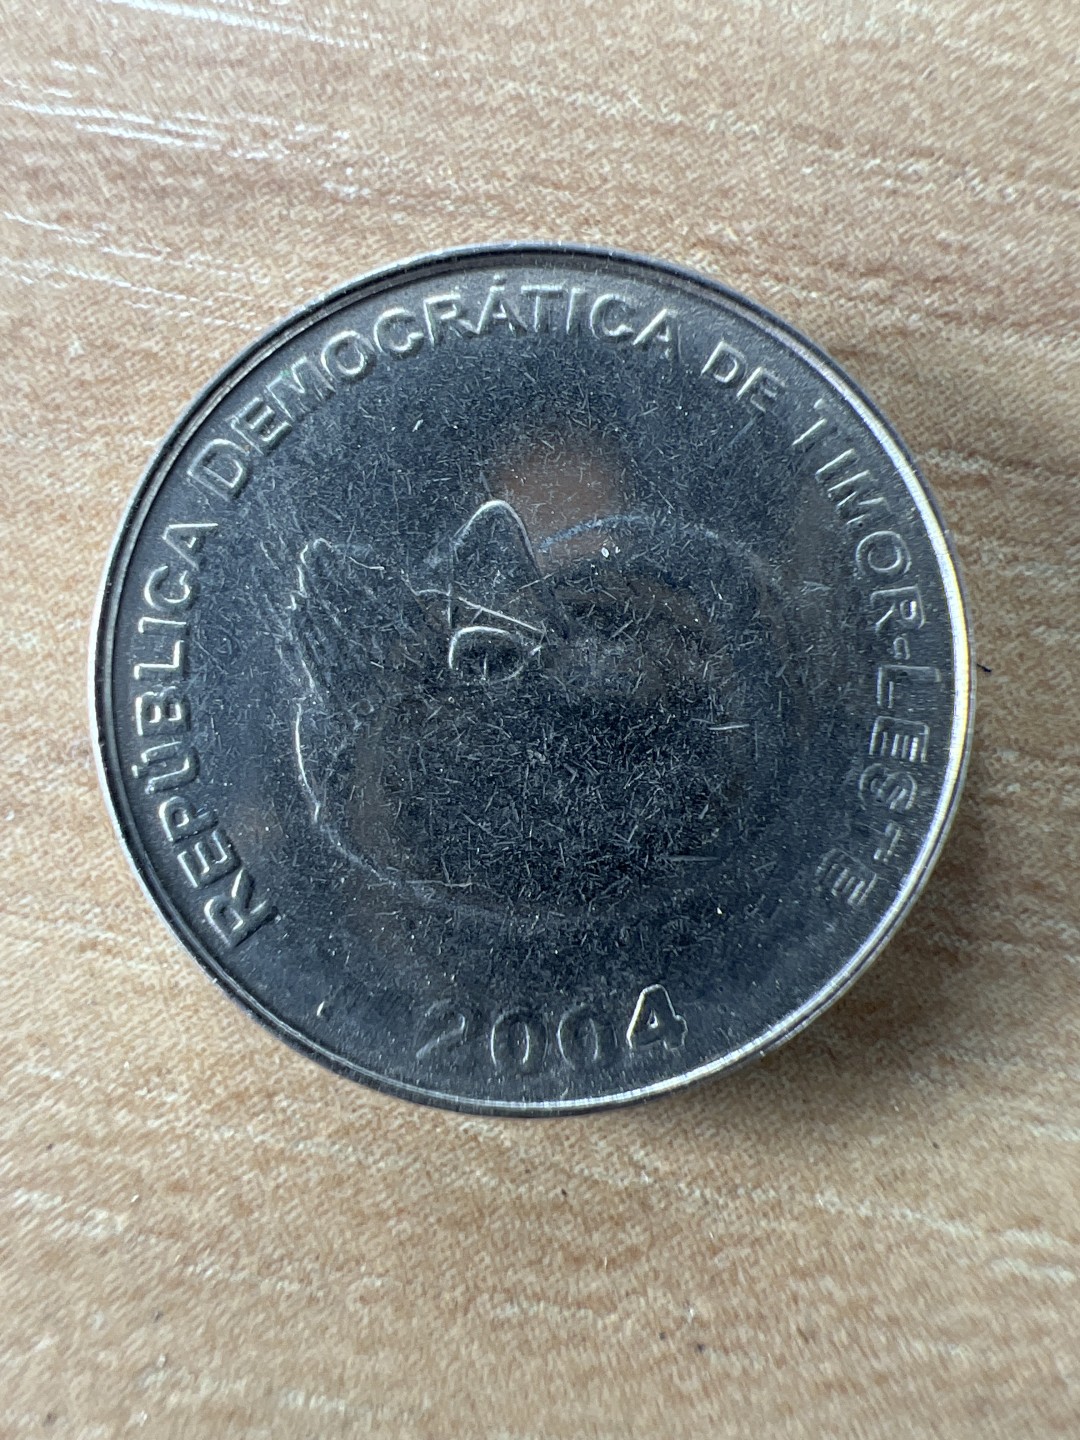 REPÚBLICA DEMOCRÁTICA DE TIMOR-LESTE
2004